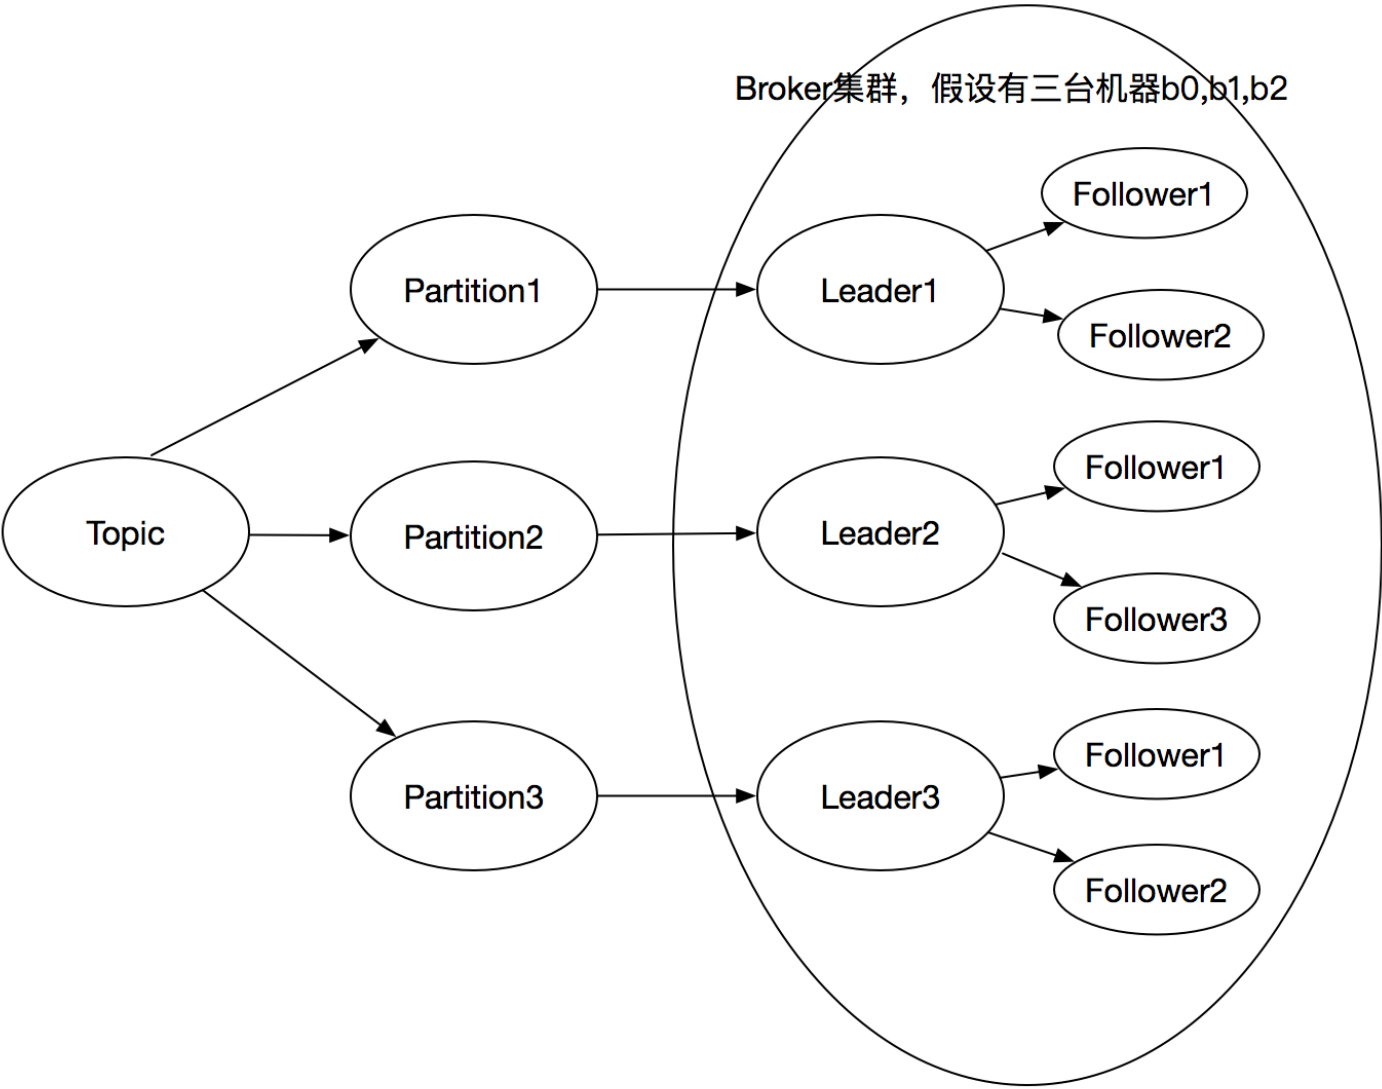 Broker集群，假设有三台机器b0,b1,b2
Follower1
Partition1
Leader1
Follower2
Follower1
Topic
Partition2
Leader2
Follower3
Follower1
Partition3
Leader3
Follower2